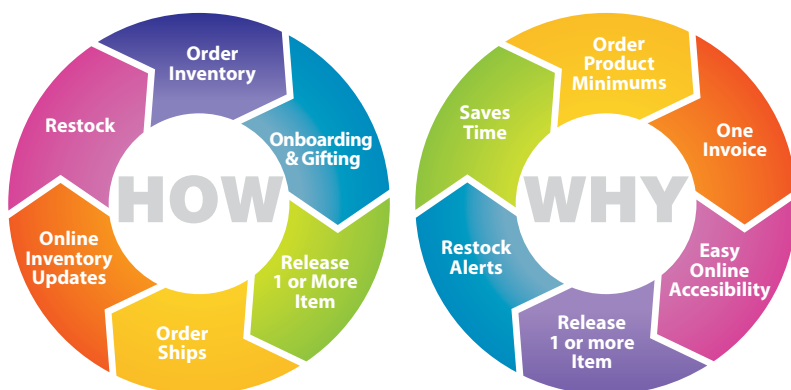 Order
Inventory
Onboarding
& Gifting
Release
1 or More
Item
Order
Ships
Online
Inventory
Updates
Restock
HOW
Order
Product
Minimums
One
Invoice
Easy
Online
Accesibility
Release
1 or more
Item
Restock
Alerts
Saves
Time
WHY